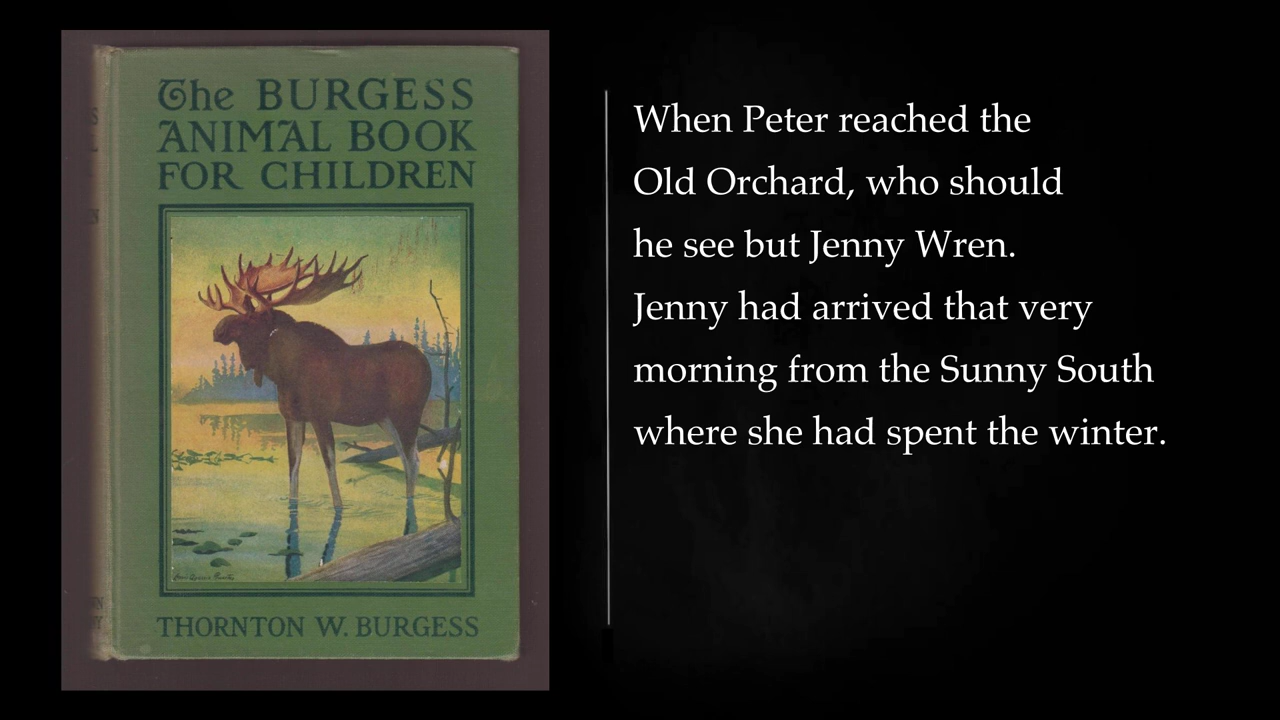 The BURGESS
ANIMAL BOOK
FOR CHILDREN
THORNTON W. BURGESS
When Peter reached the
Old Orchard, who should
he see but Jenny Wren.
Jenny had arrived that very
morning from the Sunny South
where she had spent the winter.